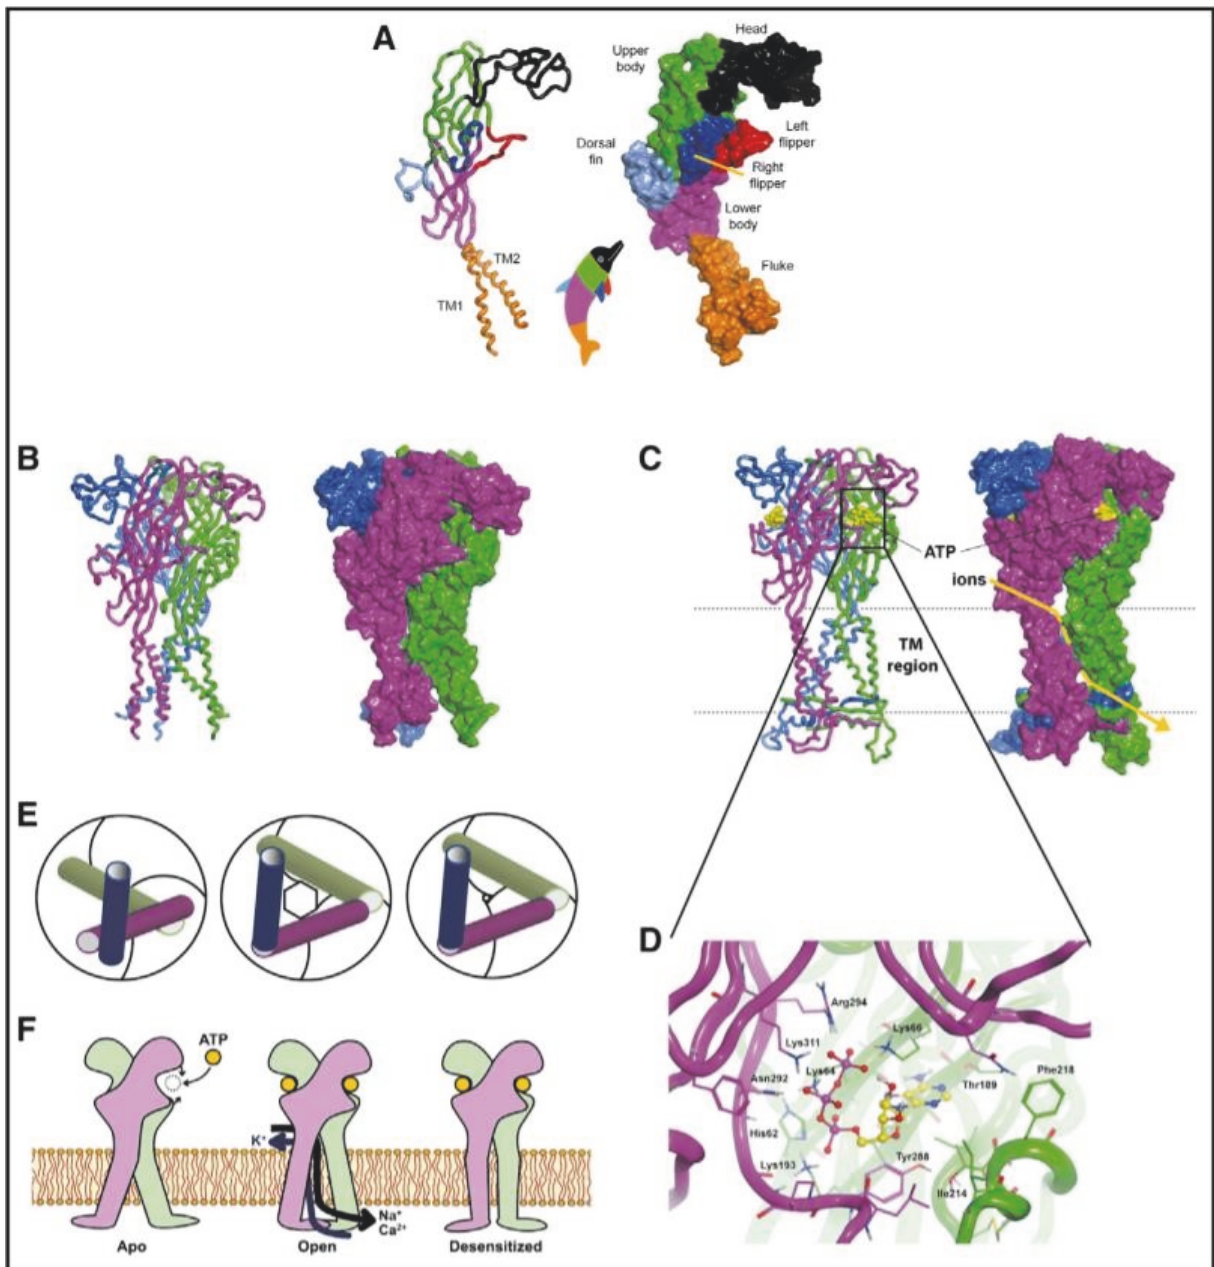 A
Head
Upper
body
Left
flipper
Dorsal
fin
Right
flipper
Lower
body
TM2
Fluke
TM1
B
C
ATP
ions
TM
region
E
D
Arg294
Lys66
Lys311
Phe218
Lys64
Thr189
Asn292
His62
Tyr288
Lys193
Ile214
F
ATP
K+
Na+
Ca2+
Apo
Open
Desensitized